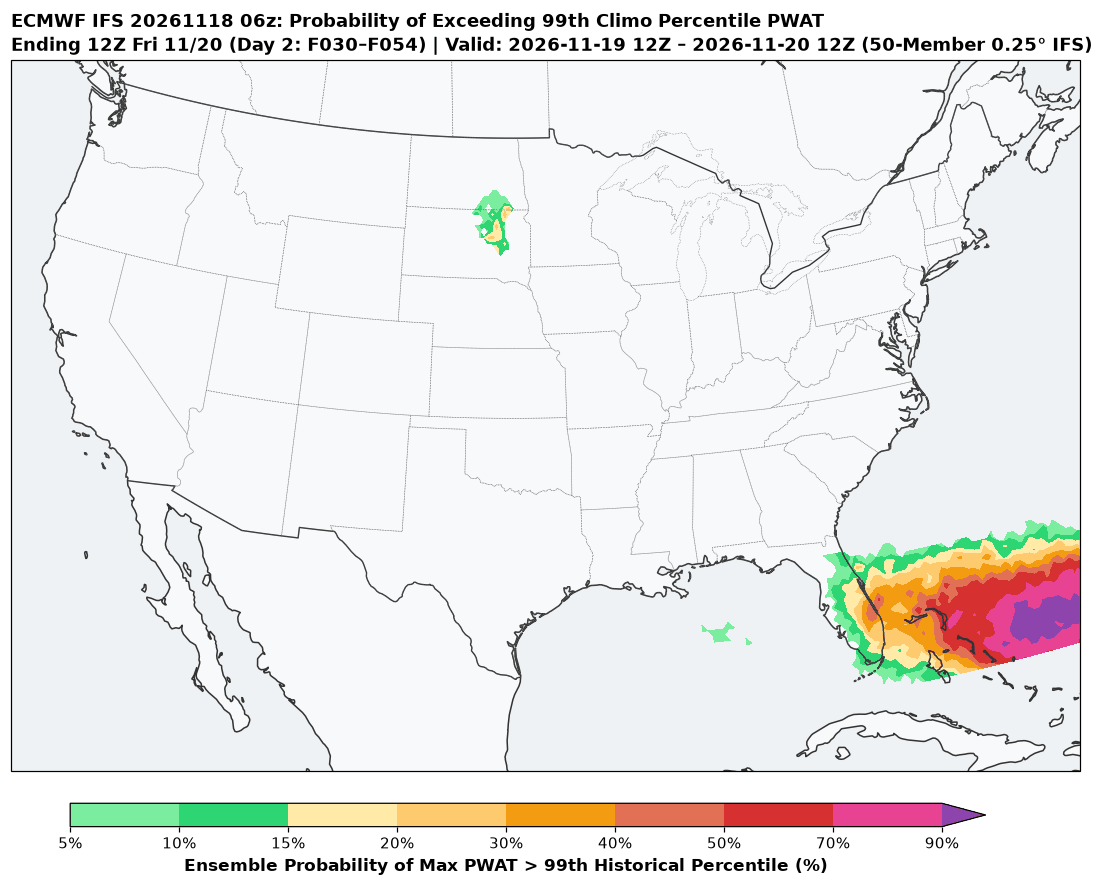 ECMWF IFS 20261118 06z: Probability of Exceeding 99th Climo Percentile PWAT
Ending 12Z Fri 11/20 (Day 2: F030–F054) | Valid: 2026-11-19 12Z – 2026-11-20 12Z (50-Member 0.25° IFS)
5% 10% 15% 20% 30% 40% 50% 70% 90%
Ensemble Probability of Max PWAT > 99th Historical Percentile (%)